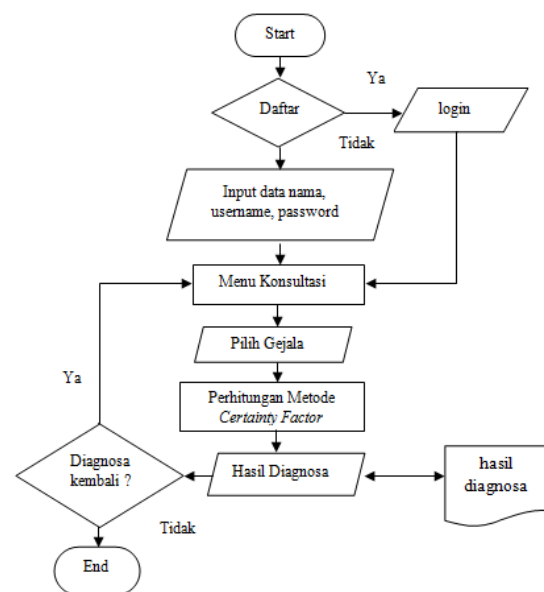 Start
Ya
Daftar
login
Tidak
Input data nama,
username, password
Menu Konsultasi
Pilih Gejala
Ya
Perhitungan Metode
Certainty Factor
Diagnosa
kembali ?
Hasil Diagnosa
hasil
diagnosa
Tidak
End